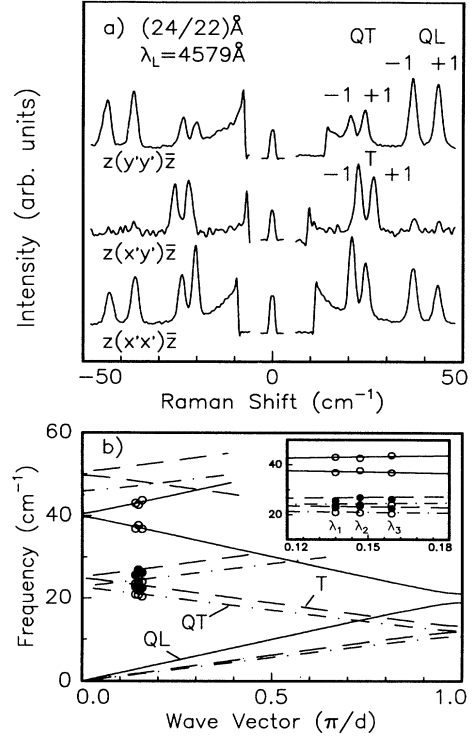 a) (24/22)Å
λL=4579Å
QT QL
−1 +1
−1 +1
z(y'y')z̄
T
−1 +1
z(x'y')z̄
z(x'x')z̄
Intensity (arb. units)
−50 −20 0 20 50
Raman Shift (cm⁻¹)
b)
60
40
20
0
Frequency (cm⁻¹)
40
20
λ₁ λ₂ λ₃
0.12 0.15 0.18
T
QT
QL
0.0 0.5 1.0
Wave Vector (π/d)